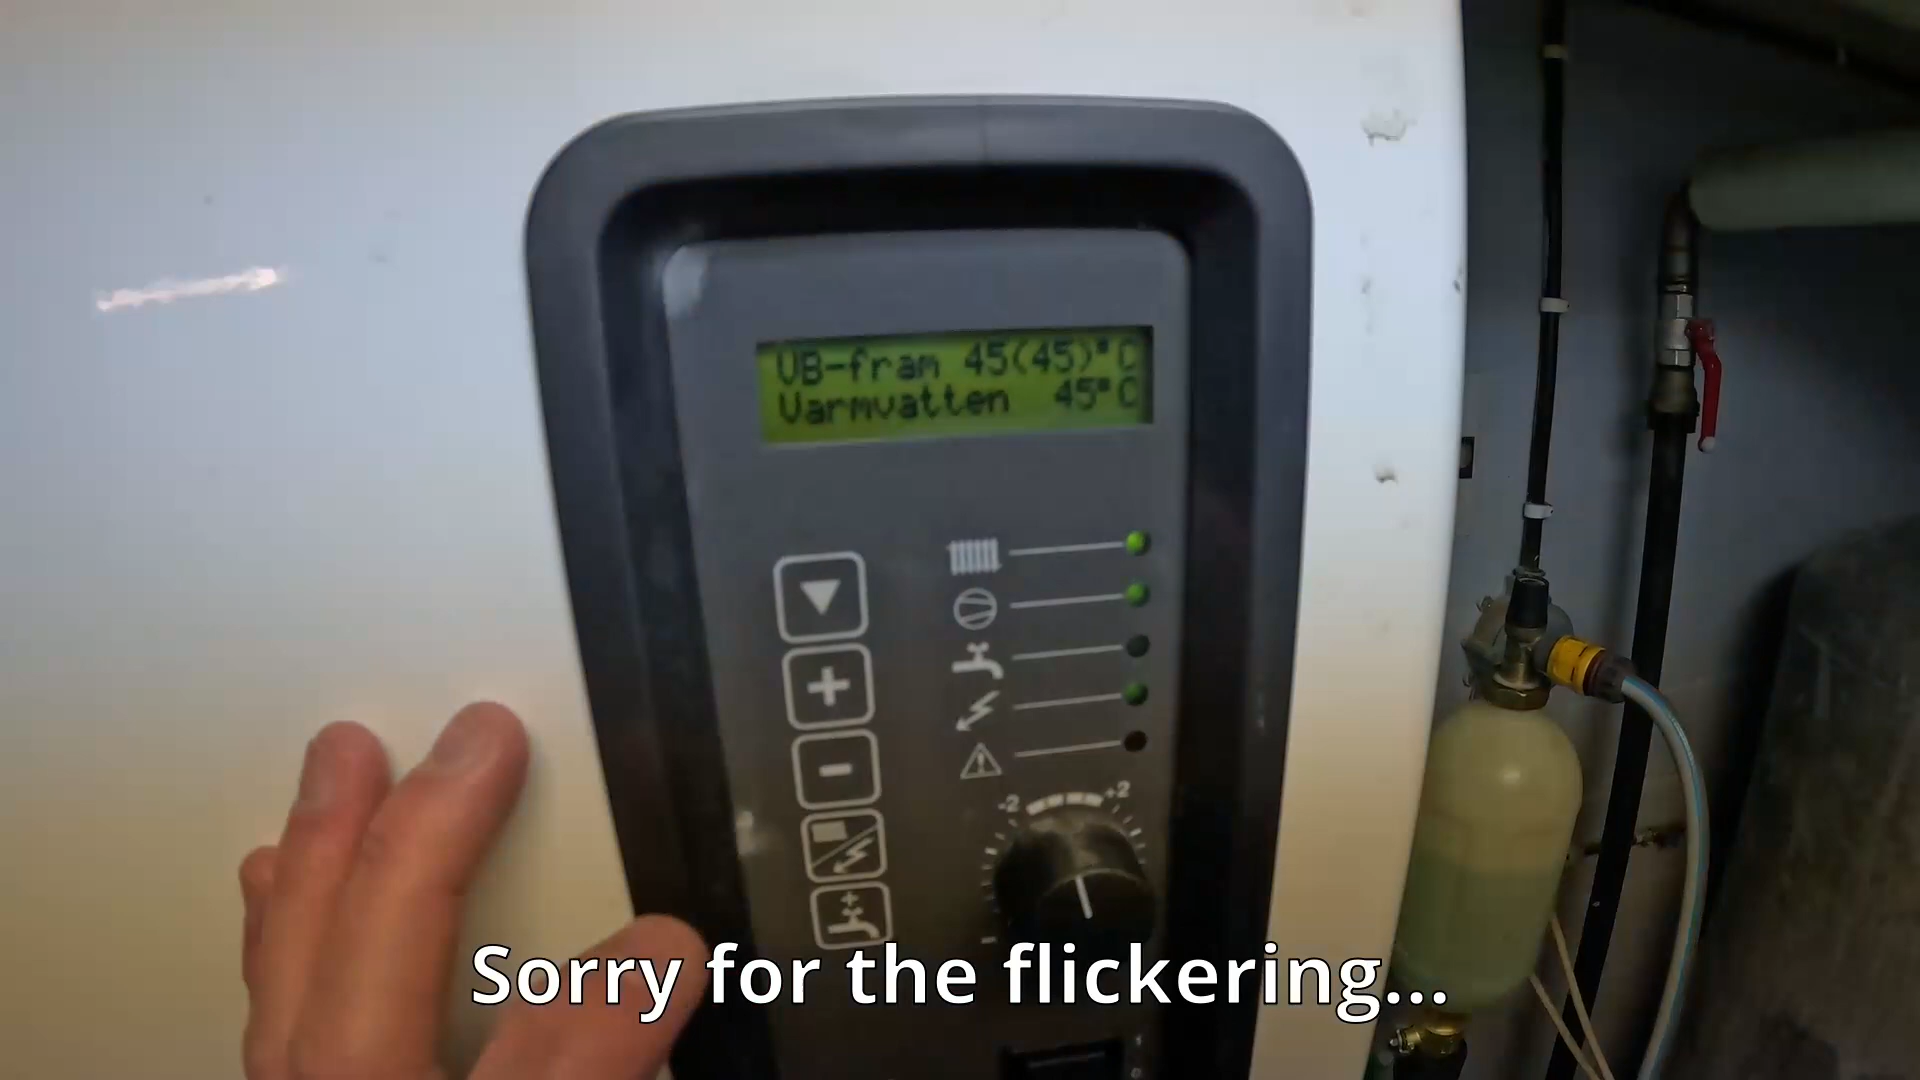 VB-fram 45(45)°C
Varmvatten 45°C
-2 +2
Sorry for the flickering...